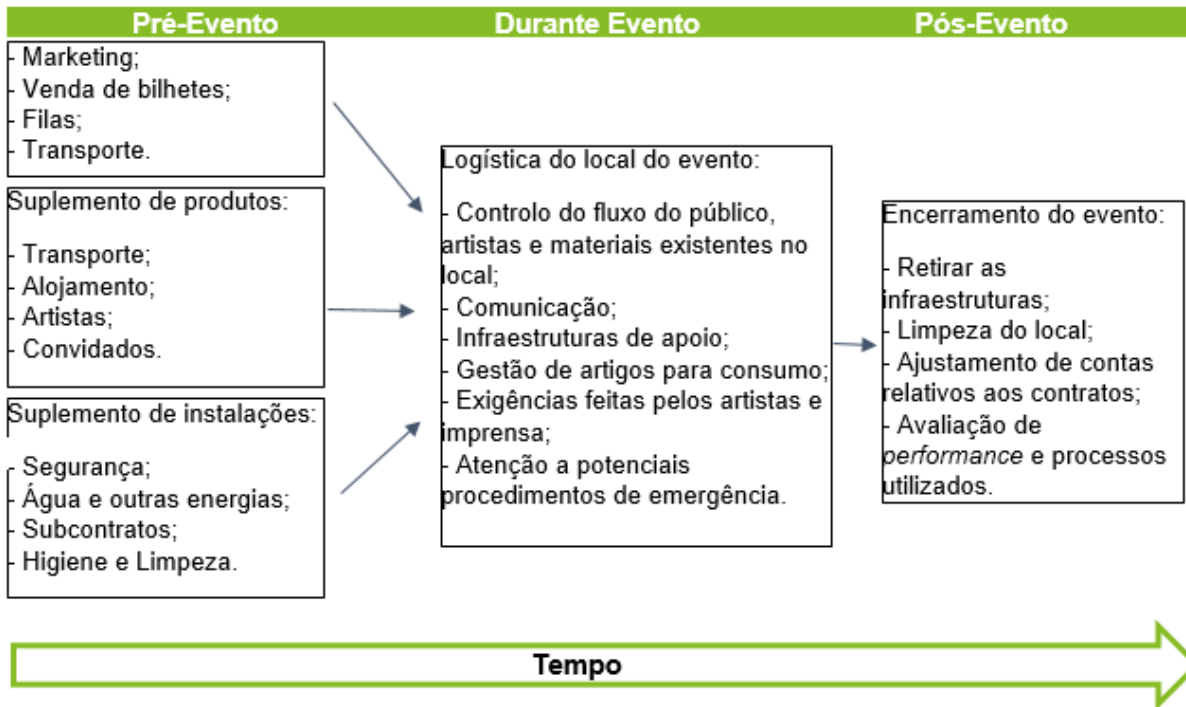 Pré-Evento
Durante Evento
Pós-Evento
- Marketing;
- Venda de bilhetes;
- Filas;
- Transporte.
Suplemento de produtos:
- Transporte;
- Alojamento;
- Artistas;
- Convidados.
Suplemento de instalações:
- Segurança;
- Água e outras energias;
- Subcontratos;
- Higiene e Limpeza.
Logística do local do evento:
- Controlo do fluxo do público,
artistas e materiais existentes no
local;
- Comunicação;
- Infraestruturas de apoio;
- Gestão de artigos para consumo;
- Exigências feitas pelos artistas e
imprensa;
- Atenção a potenciais
procedimentos de emergência.
Encerramento do evento:
- Retirar as
infraestruturas;
- Limpeza do local;
- Ajustamento de contas
relativos aos contratos;
- Avaliação de
performance e processos
utilizados.
Tempo